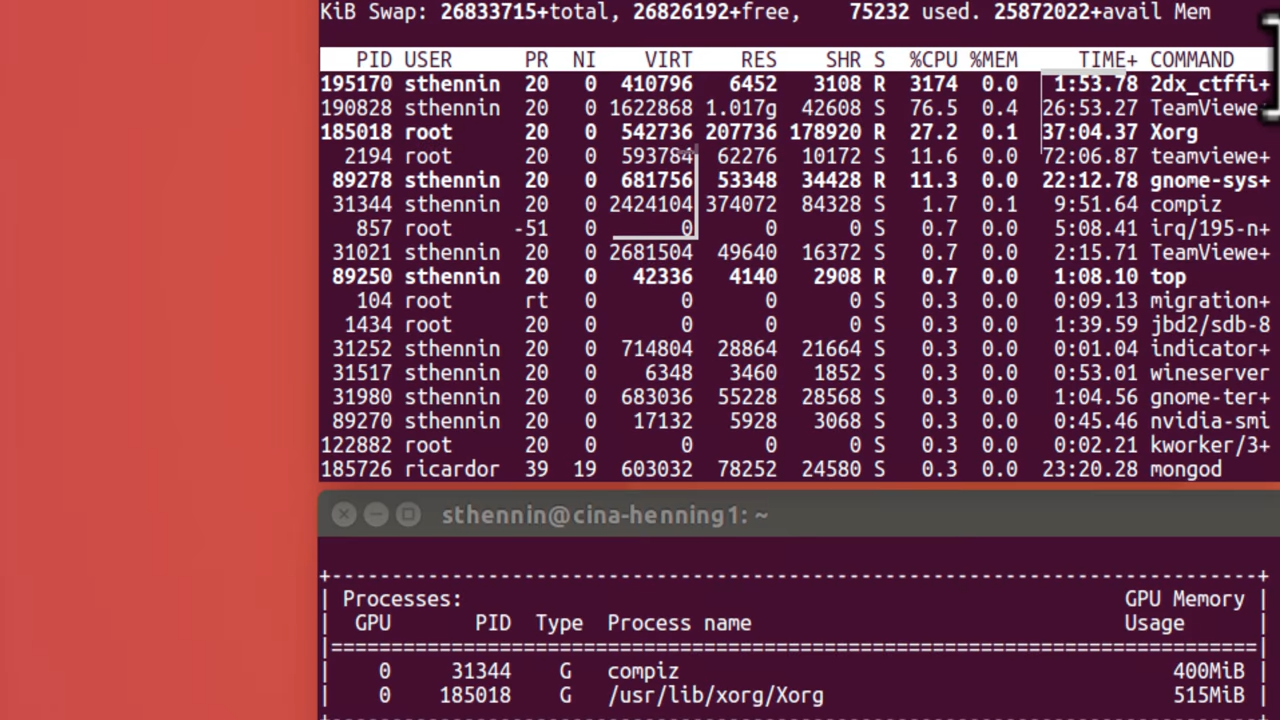 KiB Swap: 26833715+total, 26826192+free, 75232 used. 25872022+avail Mem
PID USER PR NI VIRT RES SHR S %CPU %MEM TIME+ COMMAND
195170 sthennin 20 0 410796 6452 3108 R 3174 0.0 1:53.78 2dx_ctffi+
190828 sthennin 20 0 1622868 1.017g 42608 S 76.5 0.4 26:53.27 TeamViewe+
185018 root 20 0 542736 207736 178920 R 27.2 0.1 37:04.37 Xorg
2194 root 20 0 593784 62276 10172 S 11.6 0.0 72:06.87 teamviewe+
89278 sthennin 20 0 681756 53348 34428 R 11.3 0.0 22:12.78 gnome-sys+
31344 sthennin 20 0 2424104 374072 84328 S 1.7 0.1 9:51.64 compiz
857 root -51 0 0 0 0 S 0.7 0.0 5:08.41 irq/195-n+
31021 sthennin 20 0 2681504 49640 16372 S 0.7 0.0 2:15.71 TeamViewe+
89250 sthennin 20 0 42336 4140 2908 R 0.7 0.0 1:08.10 top
104 root rt 0 0 0 0 S 0.3 0.0 0:09.13 migration+
1434 root 20 0 0 0 0 S 0.3 0.0 1:39.59 jbd2/sdb-8
31252 sthennin 20 0 714804 28864 21664 S 0.3 0.0 0:01.04 indicator+
31517 sthennin 20 0 6348 3460 1852 S 0.3 0.0 0:53.01 wineserver
31980 sthennin 20 0 683036 55228 28568 S 0.3 0.0 1:04.56 gnome-ter+
89270 sthennin 20 0 17132 5928 3068 S 0.3 0.0 0:45.46 nvidia-smi
122882 root 20 0 0 0 0 S 0.3 0.0 0:02.21 kworker/3+
185726 ricardor 39 19 603032 78252 24580 S 0.3 0.0 23:20.28 mongod
sthennin@cina-henning1: ~
Processes: GPU Memory
GPU PID Type Process name Usage
0 31344 G compiz 400MiB
0 185018 G /usr/lib/xorg/Xorg 515MiB